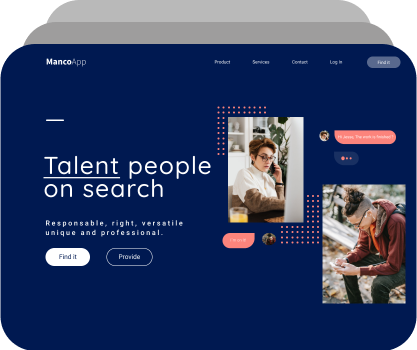 MancoApp
Product Services Contact Log in Find it
Hi Jesus. The work is finished.
Talent people
on search
Responsable, right, versatile
unique and professional.
Find it Provide